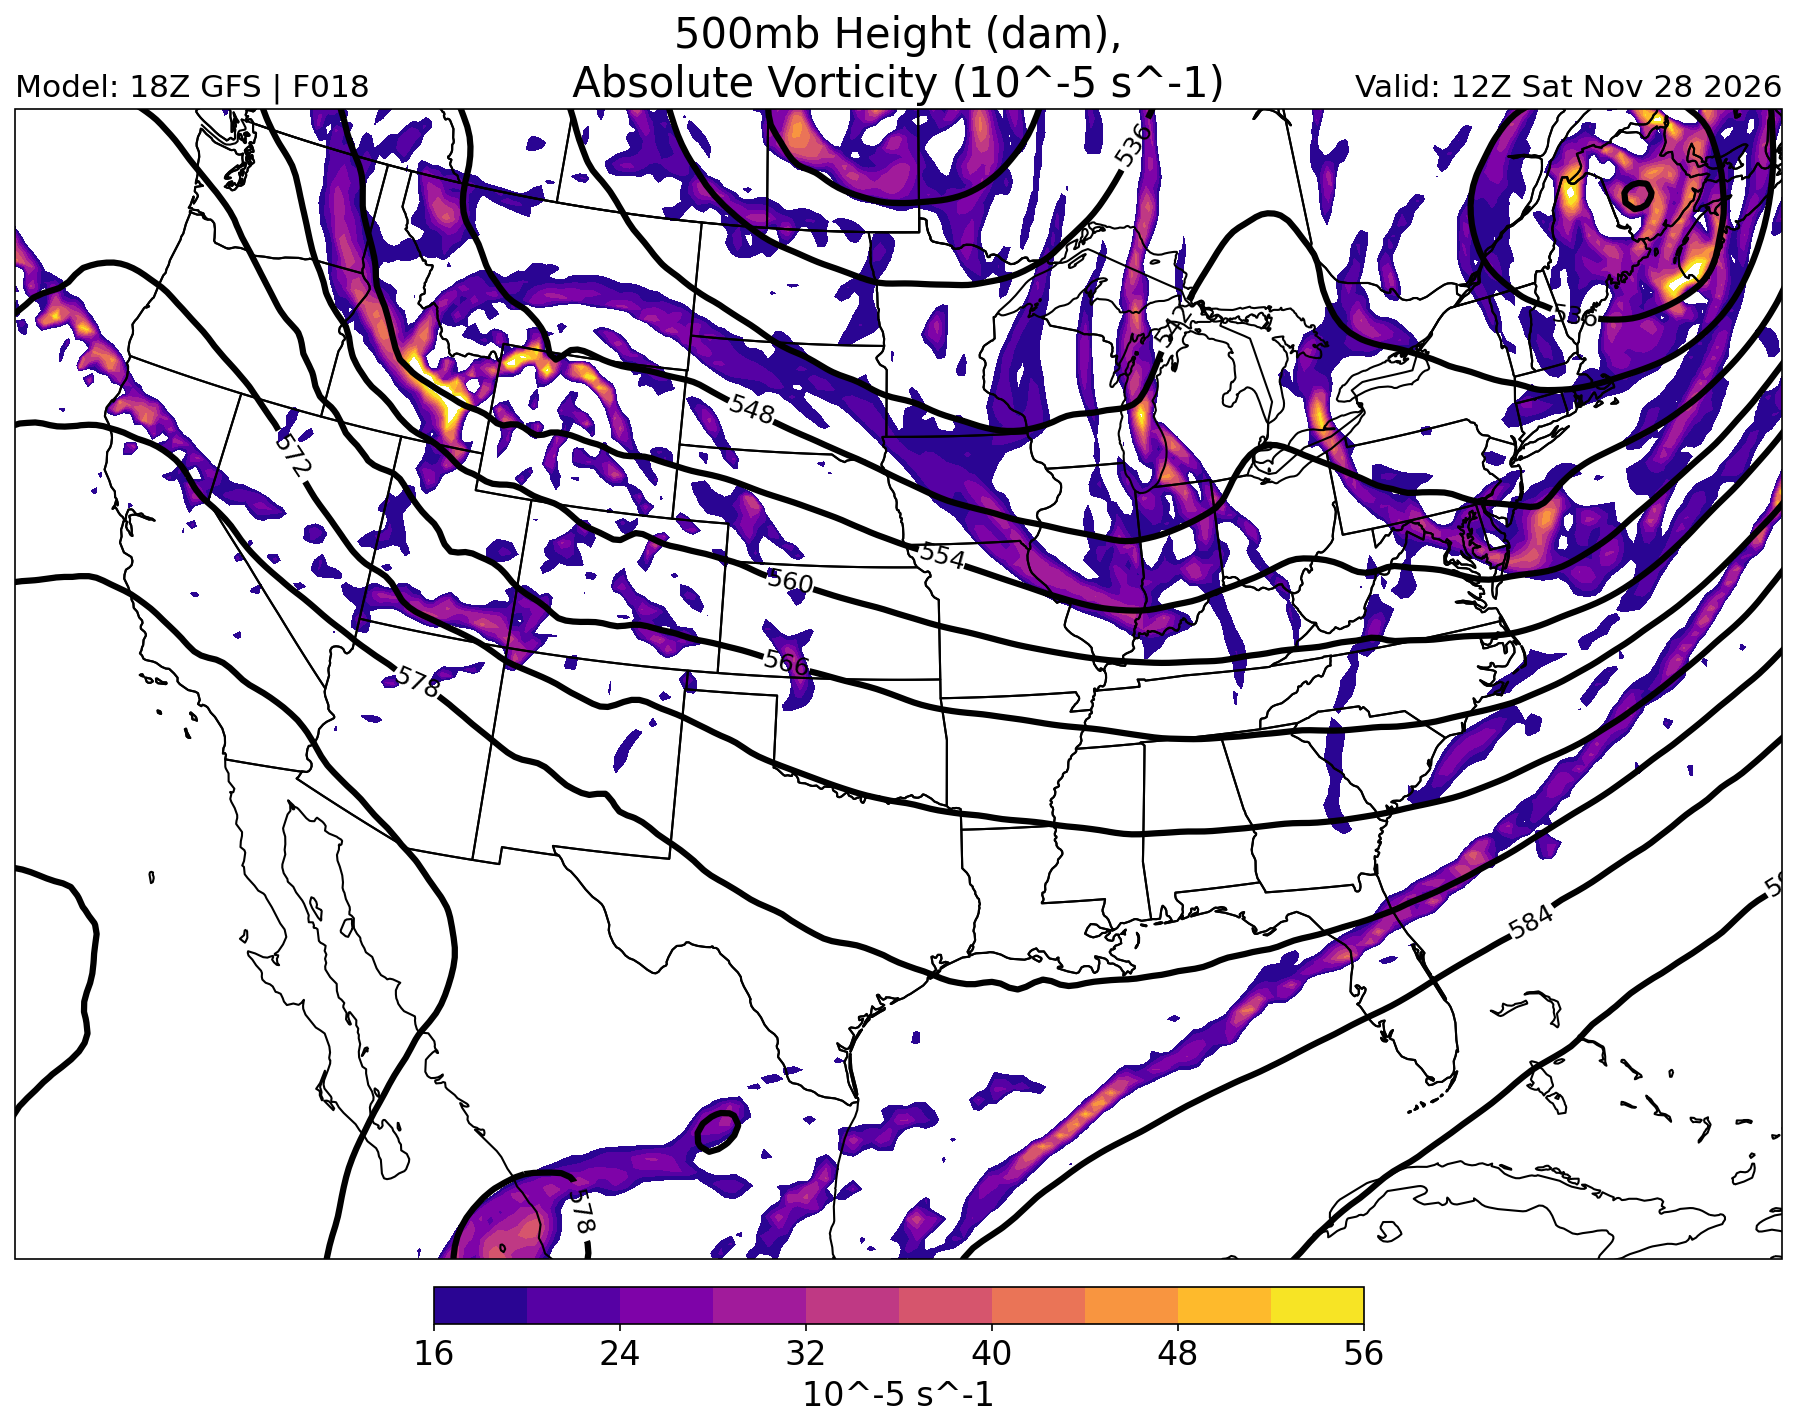 500mb Height (dam),
Model: 18Z GFS | F018
Absolute Vorticity (10^-5 s^-1)
Valid: 12Z Sat Nov 28 2026
536
536
548
572
554
560
566
578
584
578
16 24 32 40 48 56
10^-5 s^-1